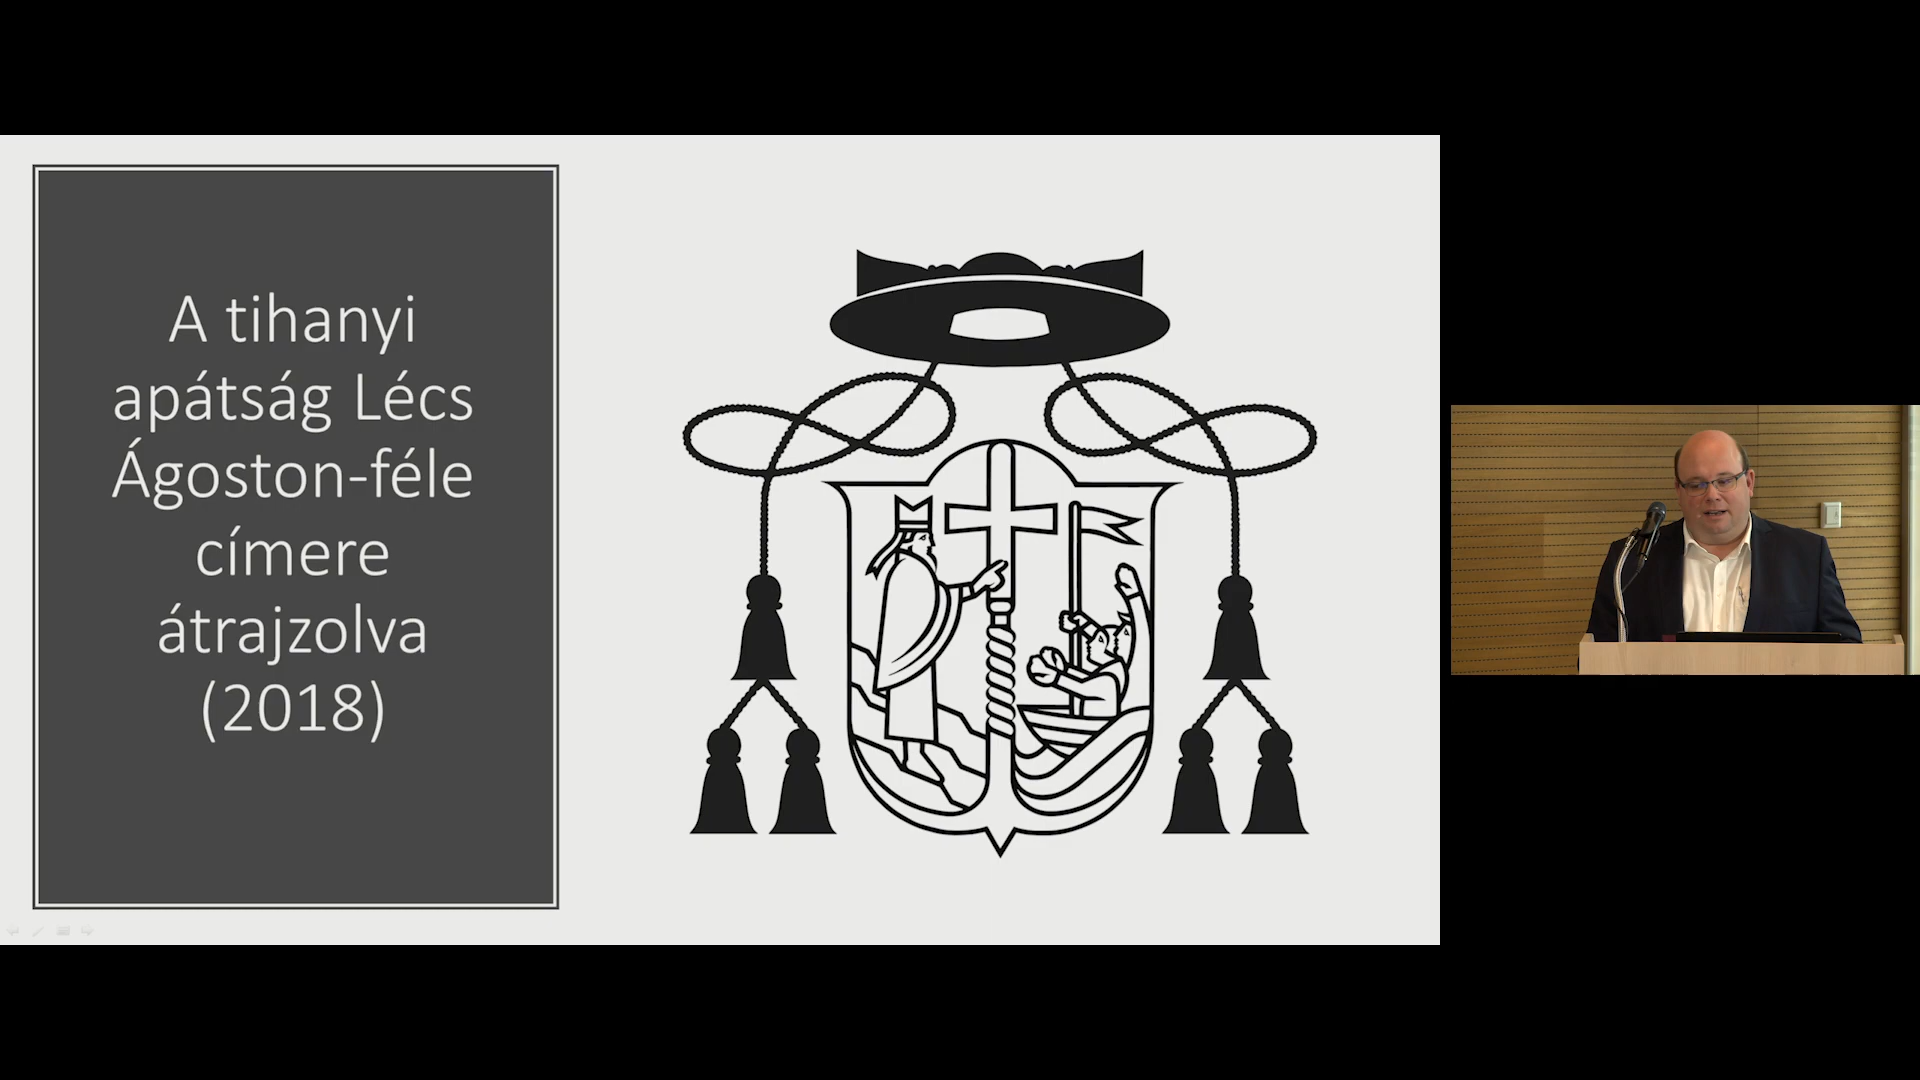 A tihanyi
apátság Lécs
Ágoston-féle
címere
átrajzolva
(2018)